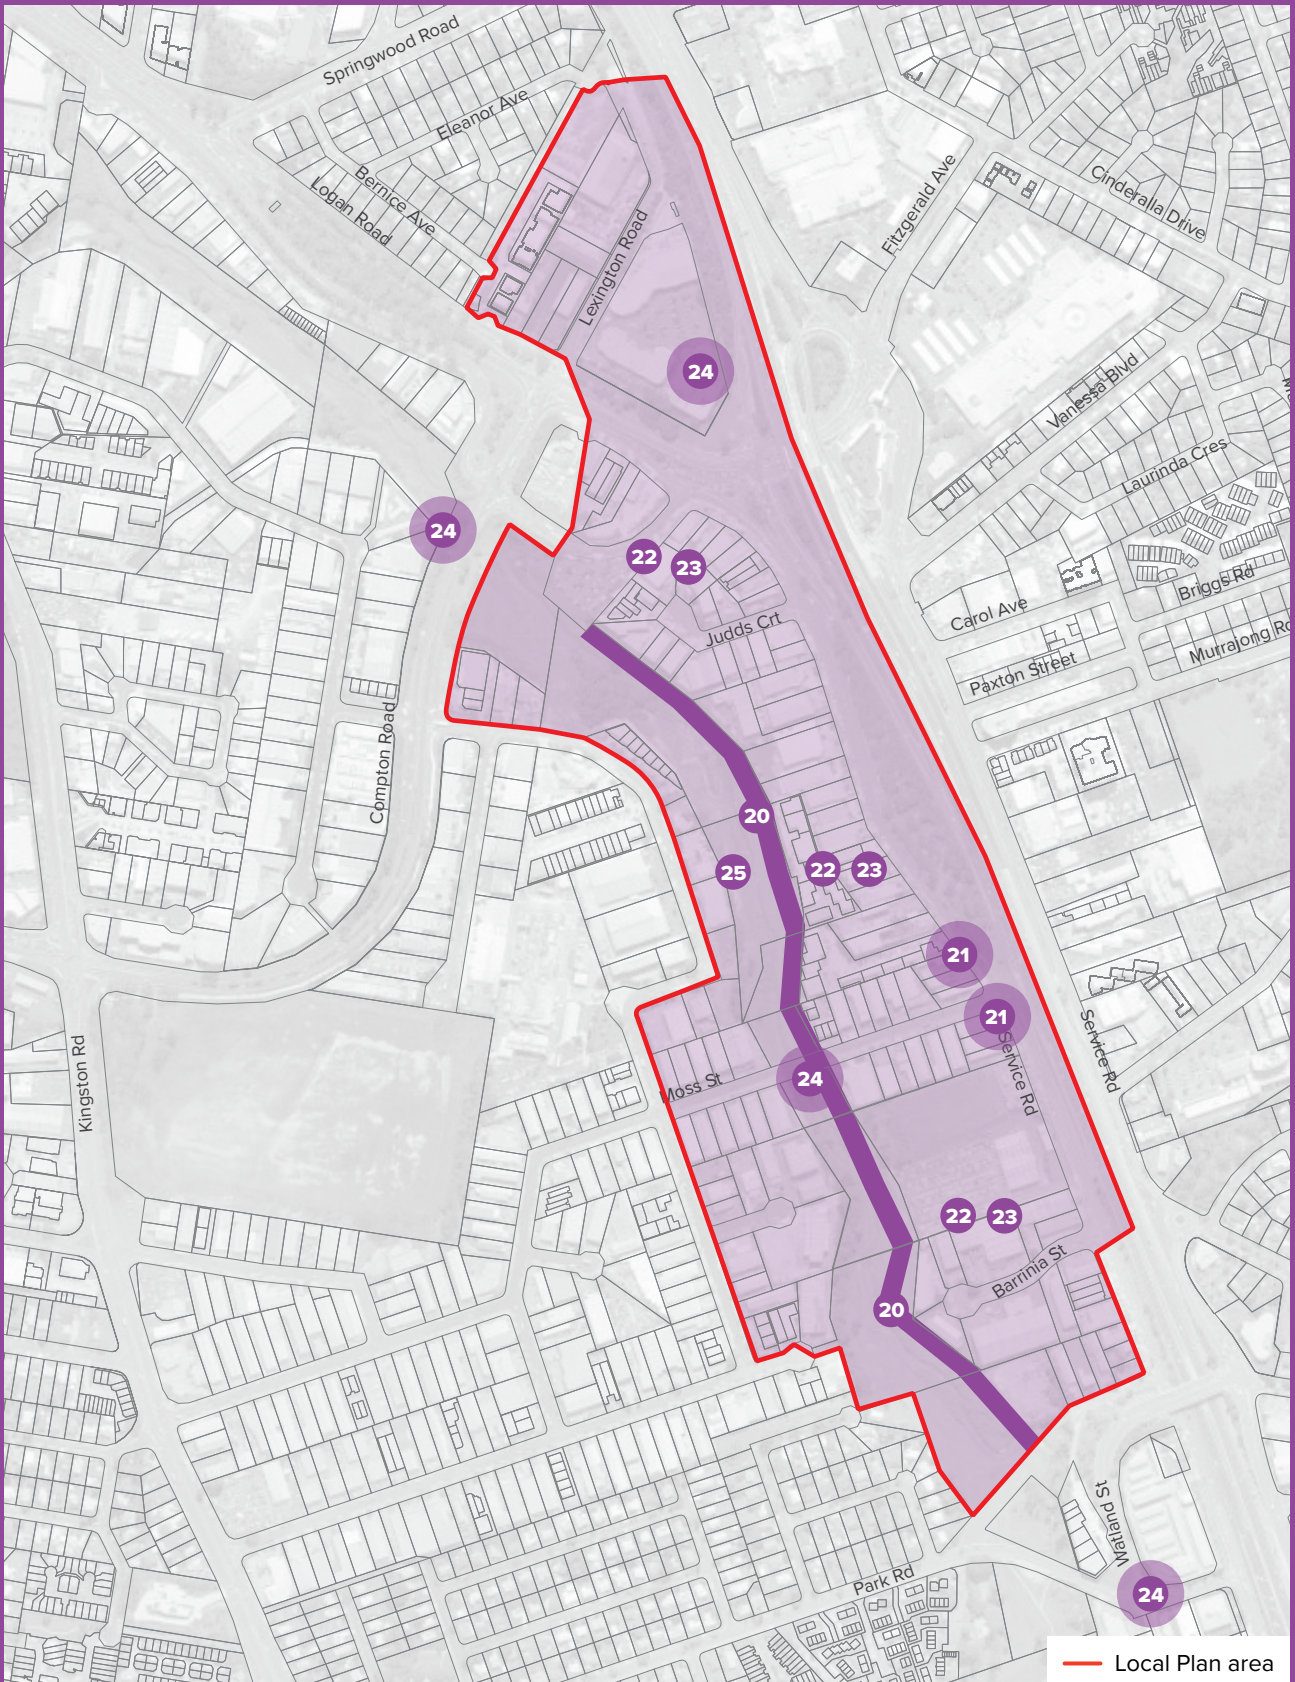 Springwood Road
Eleanor Ave
Bernice Ave
Logan Road
Lexington Road
Fitzgerald Ave
Cinderalla Drive
24
Vanessa Blvd
Laurinda Cres
24
22
23
Briggs Rd
Carol Ave
Judds Crt
Murrajong Rd
Paxton Street
Compton Road
20
25
22
23
21
21
Service Rd
Service Rd
Kingston Rd
24
Moss St
22
23
Barrinia St
20
Watland St
Park Rd
24
Local Plan area